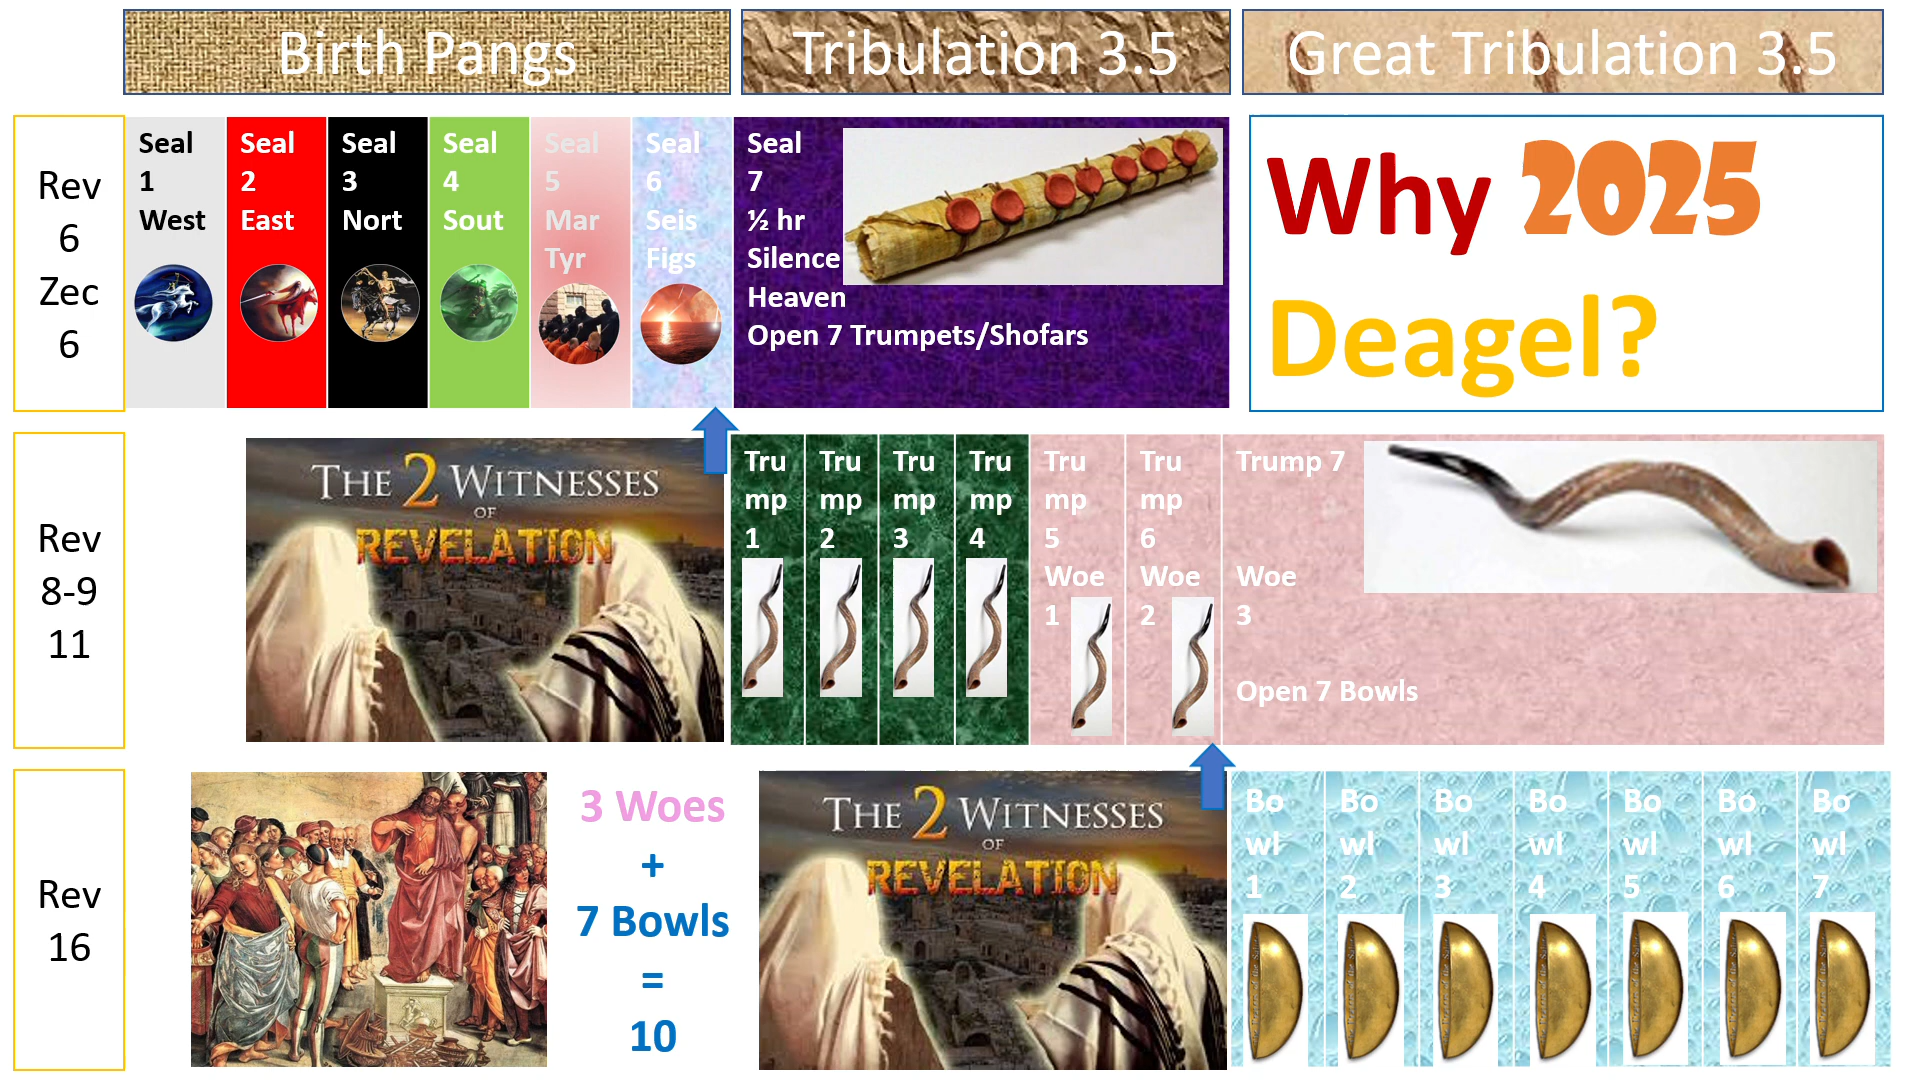 Birth Pangs
Tribulation 3.5
Great Tribulation 3.5
Rev
6
Zec
6
Seal
1
West
Seal
2
East
Seal
3
Nort
Seal
4
Sout
Seal
5
Mar
Tyr
Seal
6
Seis
Figs
Seal
7
½ hr
Silence
Heaven
Open 7 Trumpets/Shofars
Why 2025
Deagel?
Rev
8-9
11
THE 2 WITNESSES
OF
REVELATION
Tru
mp
1
Tru
mp
2
Tru
mp
3
Tru
mp
4
Tru
mp
5
Woe
1
Tru
mp
6
Woe
2
Trump 7
Woe
3
Open 7 Bowls
Rev
16
3 Woes
+
7 Bowls
=
10
THE 2 WITNESSES
OF
REVELATION
Bo
wl
1
Bo
wl
2
Bo
wl
3
Bo
wl
4
Bo
wl
5
Bo
wl
6
Bo
wl
7